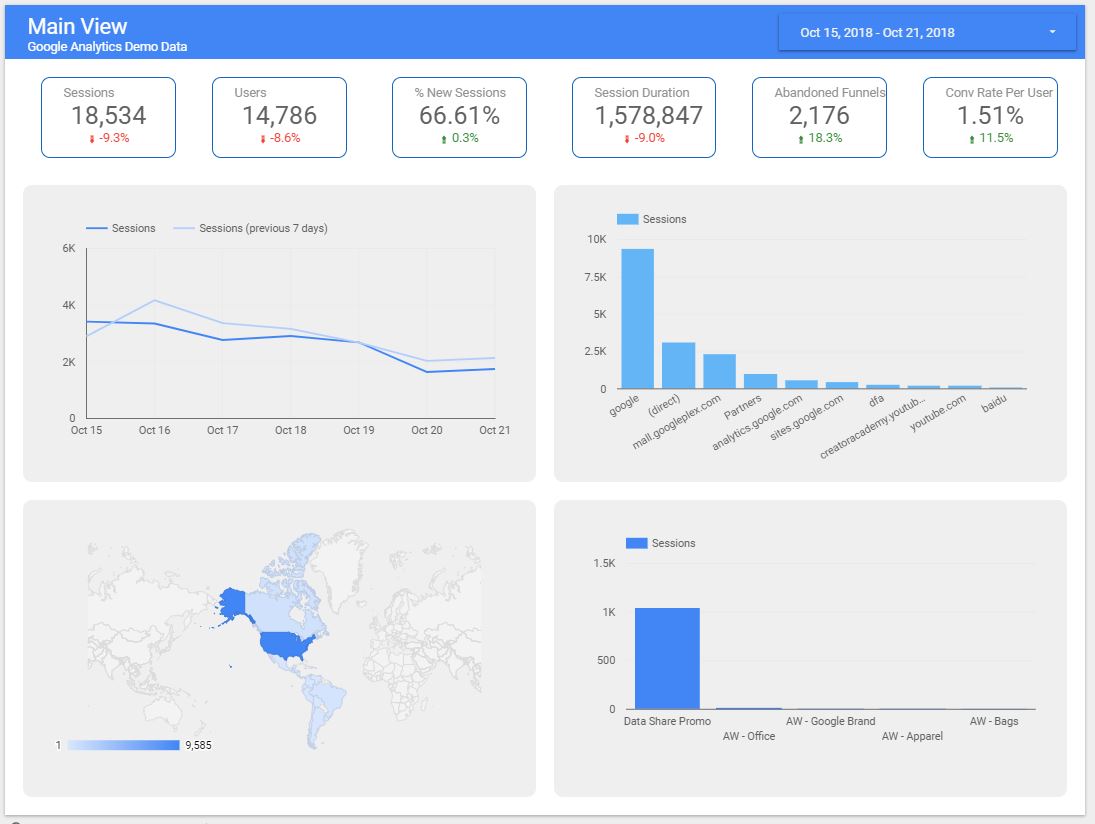 Main View
Google Analytics Demo Data
Oct 15, 2018 - Oct 21, 2018
Sessions
18,534
-9.3%
Users
14,786
-8.6%
% New Sessions
66.61%
0.3%
Session Duration
1,578,847
-9.0%
Abandoned Funnels
2,176
18.3%
Conv Rate Per User
1.51%
11.5%
Sessions Sessions (previous 7 days)
6K
4K
2K
0
Oct 15 Oct 16 Oct 17 Oct 18 Oct 19 Oct 20 Oct 21
Sessions
10K
7.5K
5K
2.5K
0
google
(direct)
mall.googleplex.com
Partners
analytics.google.com
sites.google.com
dfa
creatoracademy.youtub...
youtube.com
baidu
1 9,585
Sessions
1.5K
1K
500
0
Data Share Promo
AW - Office
AW - Google Brand
AW - Apparel
AW - Bags